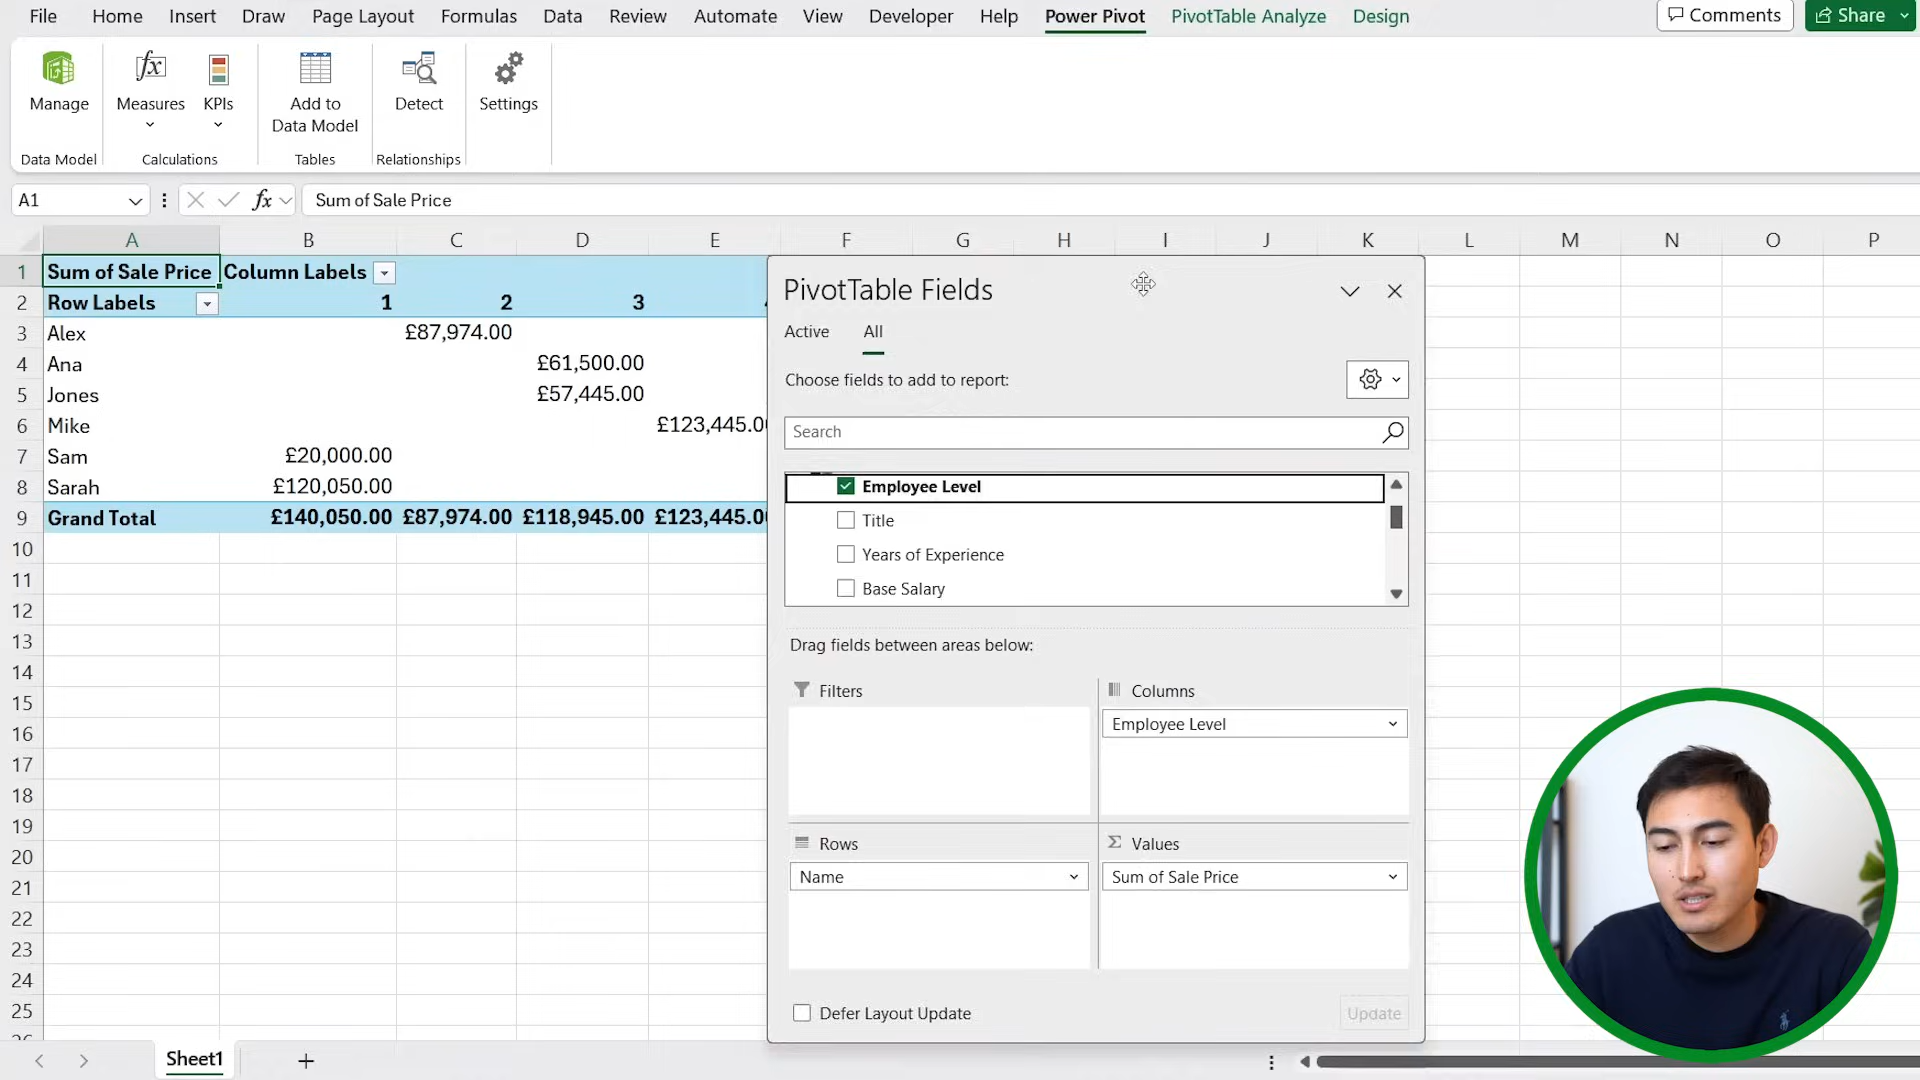 File Home Insert Draw Page Layout Formulas Data Review Automate View Developer Help Power Pivot PivotTable Analyze Design Comments Share
Manage Measures KPIs Add to Data Model Detect Settings
Data Model Calculations Tables Relationships
A1 fx Sum of Sale Price
A B C D E F G H I J K L M N O P
1 Sum of Sale Price Column Labels
2 Row Labels 1 2 3
3 Alex £87,974.00
4 Ana £61,500.00
5 Jones £57,445.00
6 Mike £123,445.0
7 Sam £20,000.00
8 Sarah £120,050.00
9 Grand Total £140,050.00 £87,974.00 £118,945.00 £123,445.0
10
11
12
13
14
15
16
17
18
19
20
21
22
23
24
25
PivotTable Fields
Active All
Choose fields to add to report:
Search
Employee Level
Title
Years of Experience
Base Salary
Drag fields between areas below:
Filters
Columns
Employee Level
Rows
Name
Σ Values
Sum of Sale Price
Defer Layout Update
Update
Sheet1